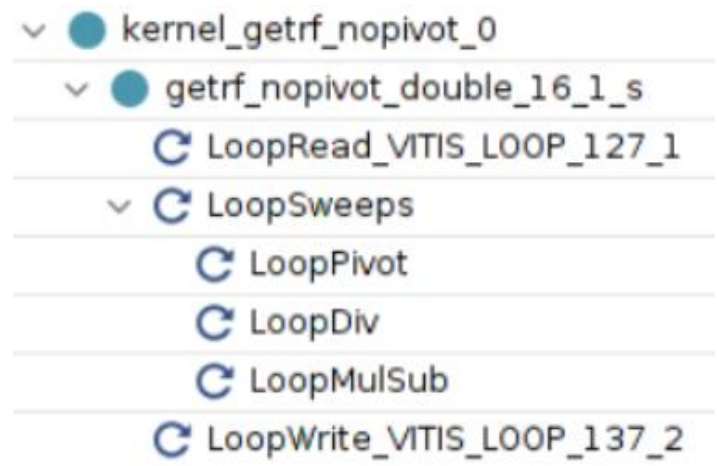 kernel_getrf_nopivot_0
getrf_nopivot_double_16_1_s
LoopRead_VITIS_LOOP_127_1
LoopSweeps
LoopPivot
LoopDiv
LoopMulSub
LoopWrite_VITIS_LOOP_137_2